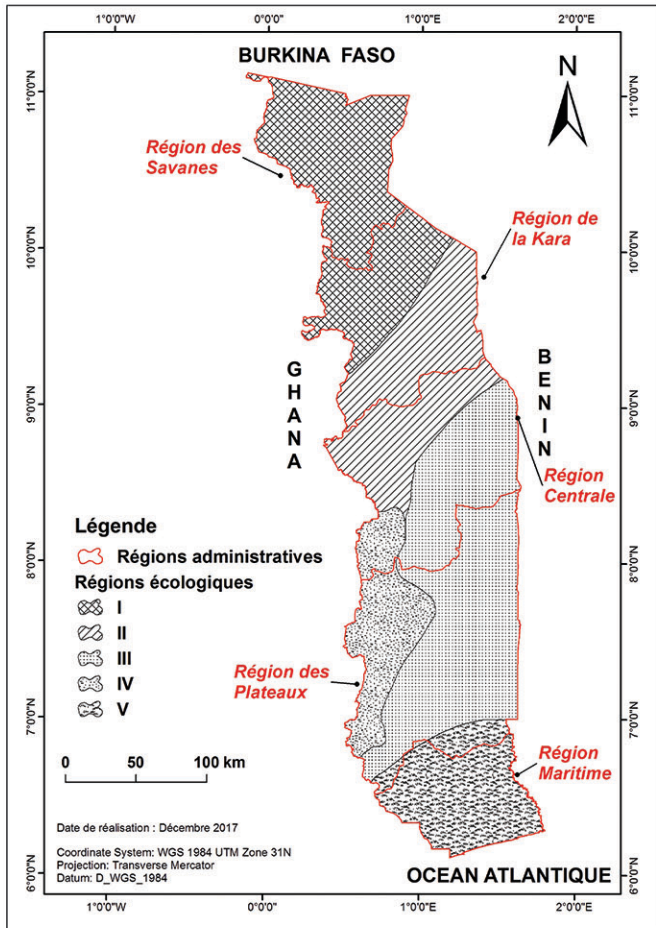 1°0'0"W
0°0'0"
1°0'0"E
2°0'0"E
BURKINA FASO
N
11°0'0"N
11°0'0"N
Région des
Savanes
Région de
la Kara
10°0'0"N
10°0'0"N
GHANA
BENIN
9°0'0"N
9°0'0"N
Région
Centrale
Légende
Régions administratives
Régions écologiques
I
II
III
IV
V
8°0'0"N
8°0'0"N
Région des
Plateaux
7°0'0"N
7°0'0"N
0 50 100 km
Région
Maritime
Date de réalisation : Décembre 2017
Coordinate System: WGS 1984 UTM Zone 31N
Projection: Transverse Mercator
Datum: D_WGS_1984
OCEAN ATLANTIQUE
6°0'0"N
6°0'0"N
1°0'0"W
0°0'0"
1°0'0"E
2°0'0"E